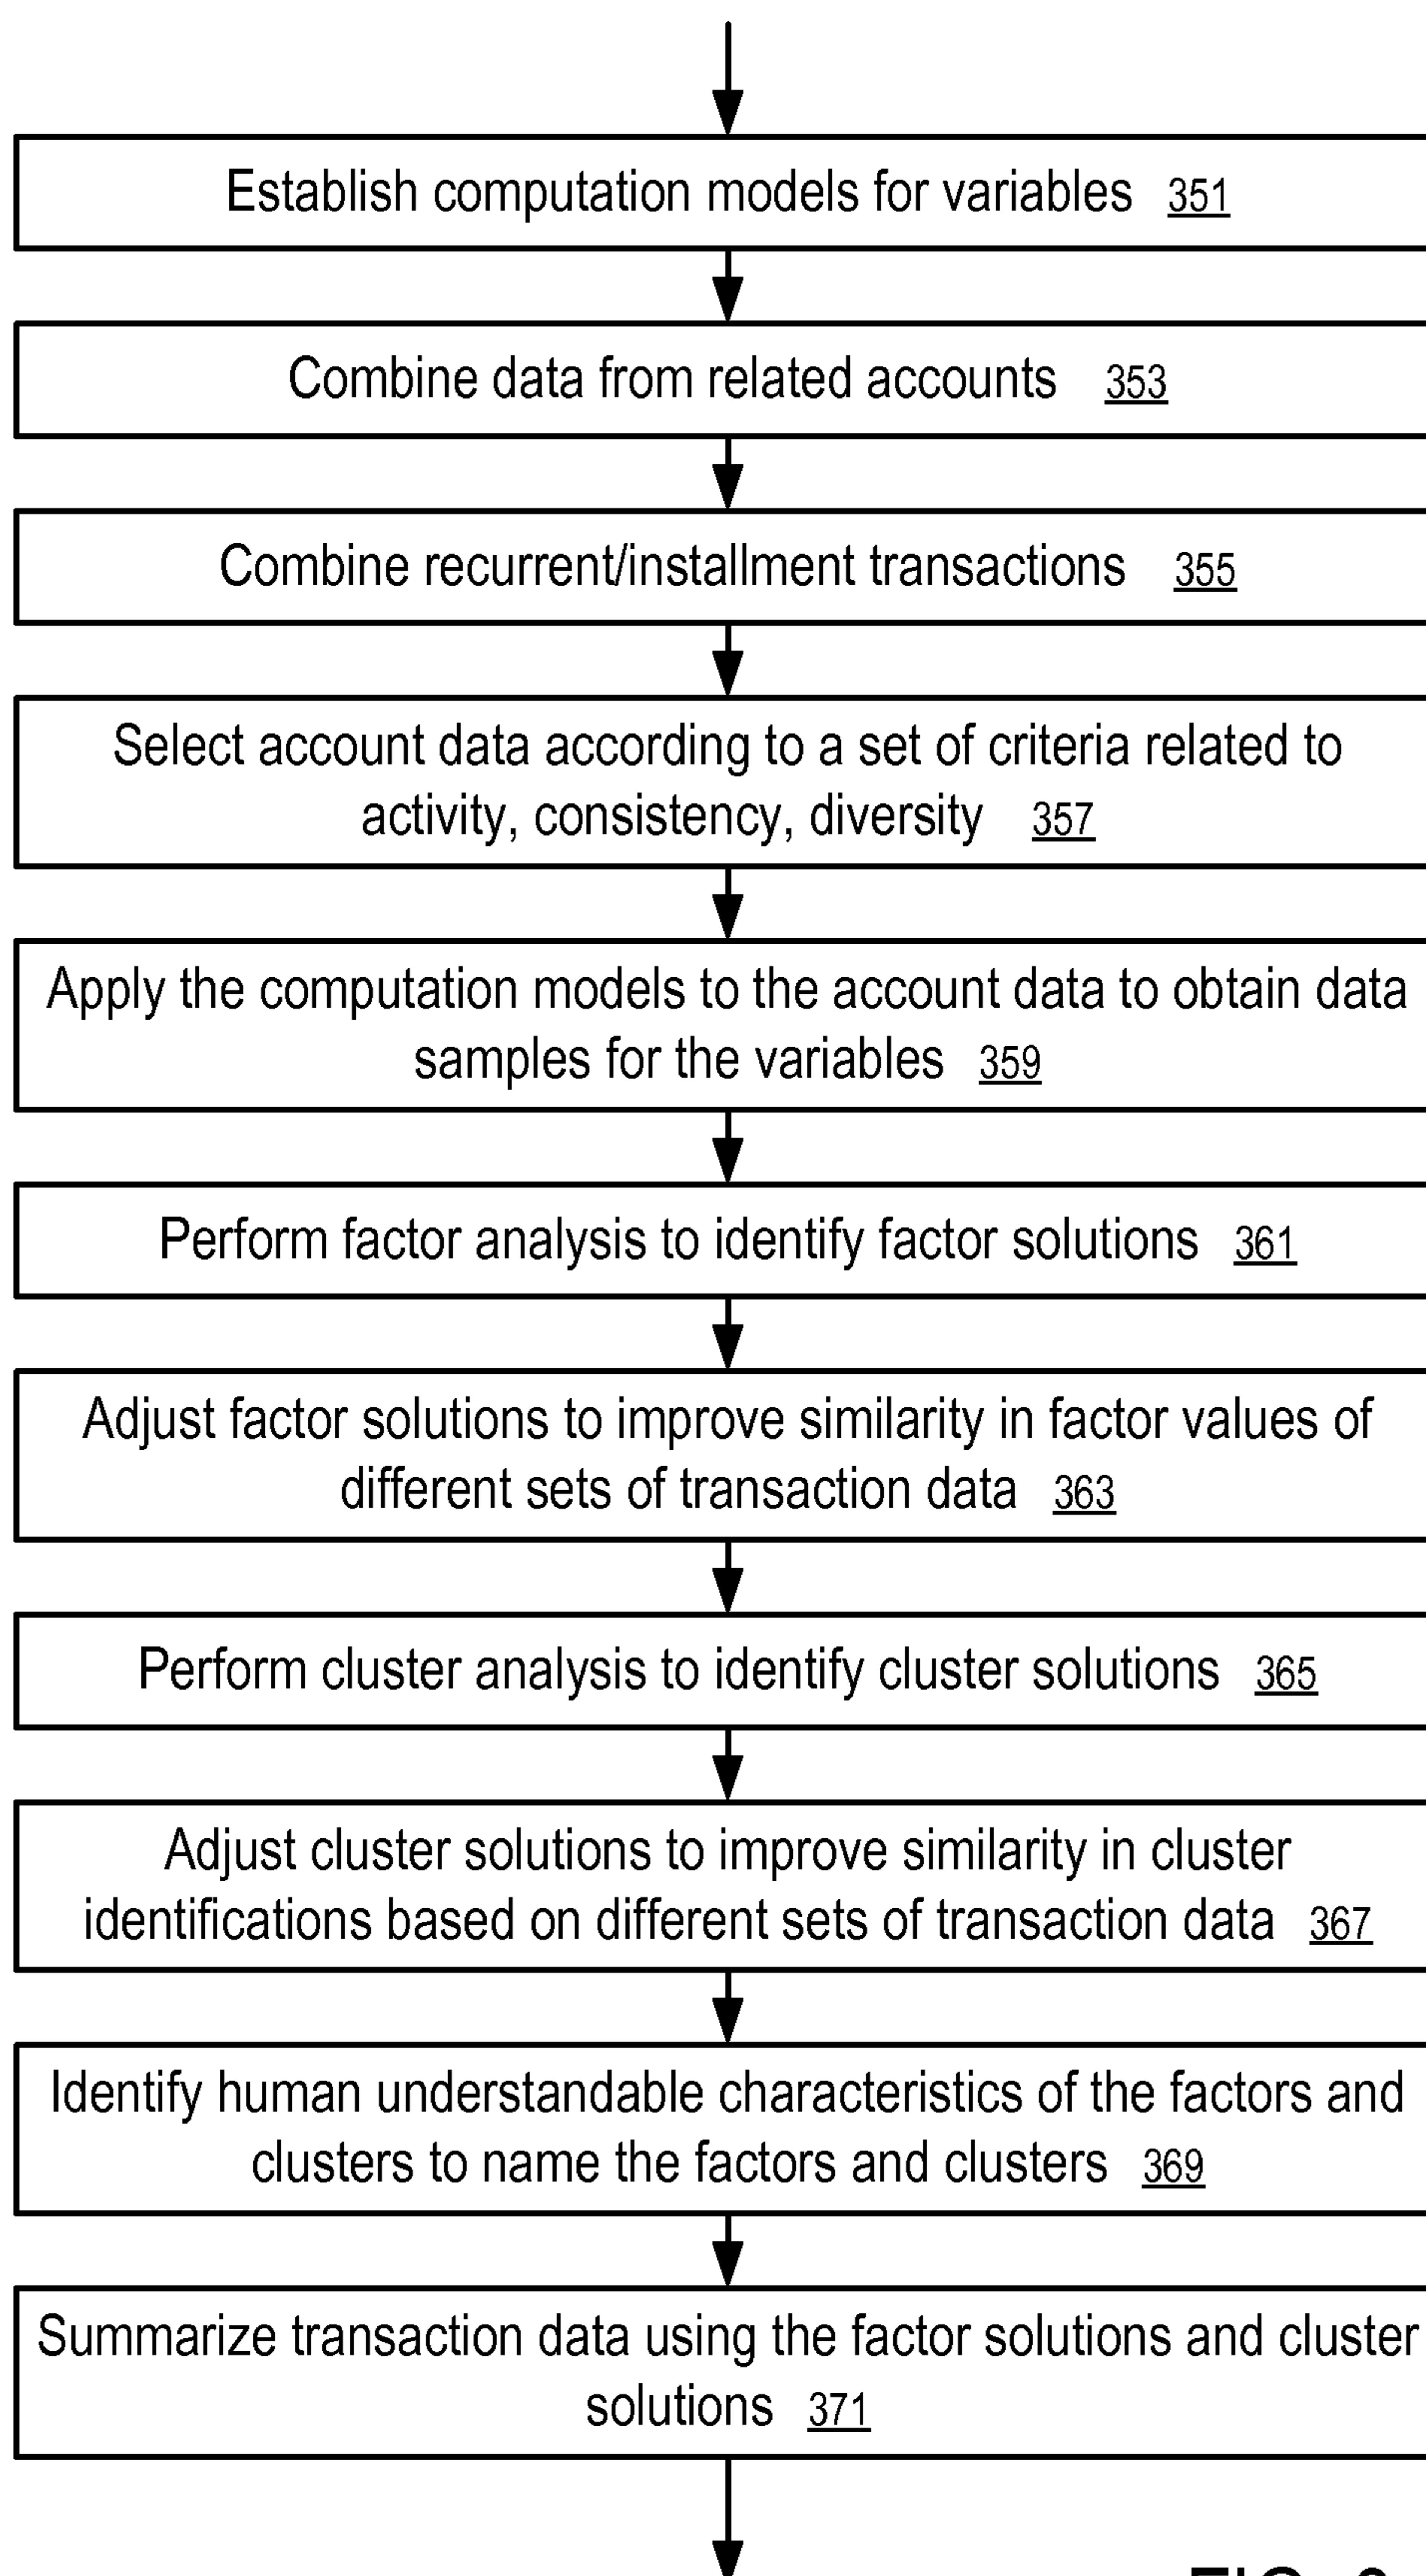 Establish computation models for variables 351
Combine data from related accounts 353
Combine recurrent/installment transactions 355
Select account data according to a set of criteria related to
activity, consistency, diversity 357
Apply the computation models to the account data to obtain data
samples for the variables 359
Perform factor analysis to identify factor solutions 361
Adjust factor solutions to improve similarity in factor values of
different sets of transaction data 363
Perform cluster analysis to identify cluster solutions 365
Adjust cluster solutions to improve similarity in cluster
identifications based on different sets of transaction data 367
Identify human understandable characteristics of the factors and
clusters to name the factors and clusters 369
Summarize transaction data using the factor solutions and cluster
solutions 371
FIG.